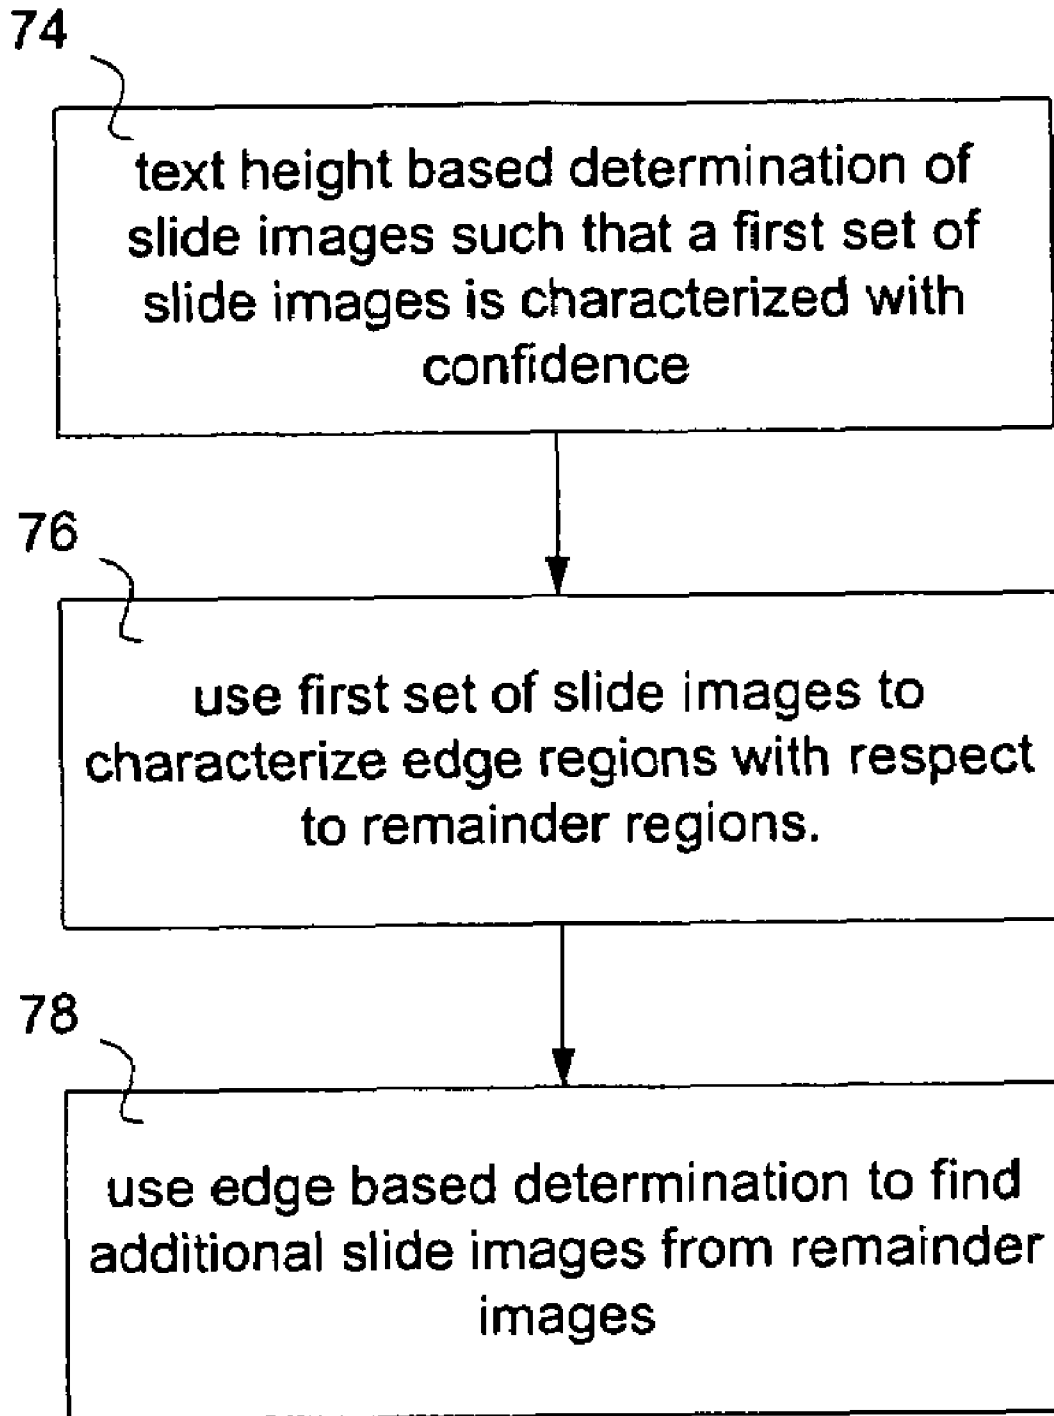 74
text height based determination of
slide images such that a first set of
slide images is characterized with
confidence
76
use first set of slide images to
characterize edge regions with respect
to remainder regions.
78
use edge based determination to find
additional slide images from remainder
images